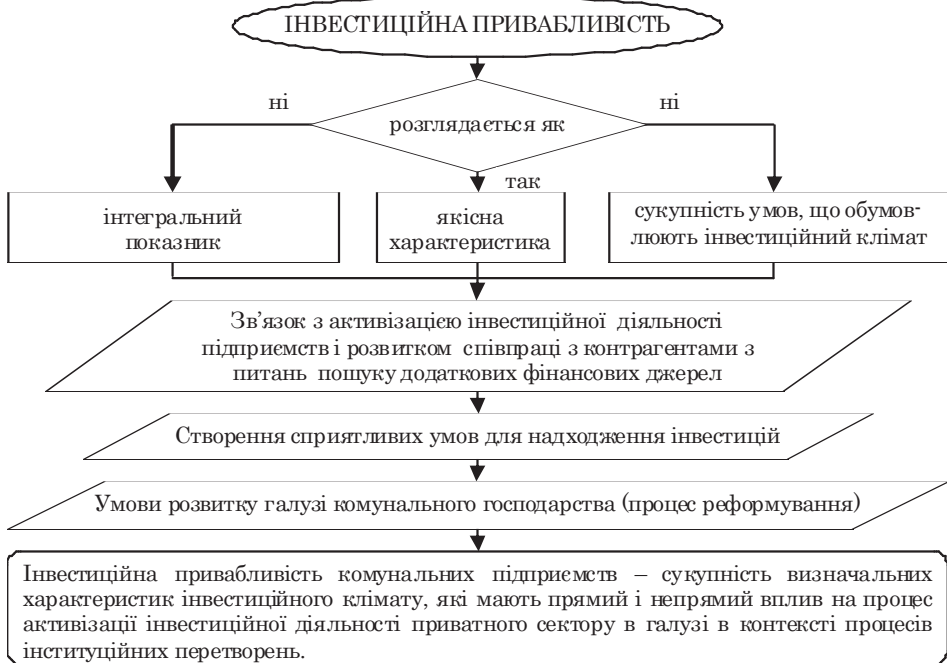 ІНВЕСТИЦІЙНА ПРИВАБЛИВІСТЬ
ні
ні
розглядається як
так
інтегральний
показник
якісна
характеристика
сукупність умов, що обумов-
люють інвестиційний клімат
Зв'язок з активізацією інвестиційної діяльності
підприємств і розвитком співпраці з контрагентами з
питань пошуку додаткових фінансових джерел
Створення сприятливих умов для надходження інвестицій
Умови розвитку галузі комунального господарства (процес реформування)
Інвестиційна привабливість комунальних підприємств – сукупність визначальних
характеристик інвестиційного клімату, які мають прямий і непрямий вплив на процес
активізації інвестиційної діяльності приватного сектору в галузі в контексті процесів
інституційних перетворень.